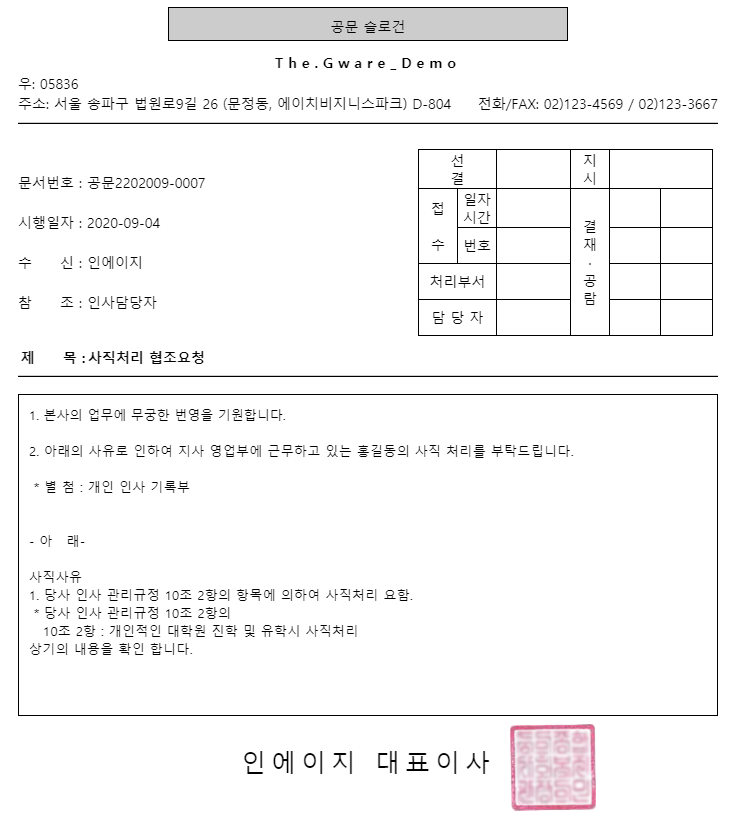 공문 슬로건
The.Gware_Demo
우: 05836
주소: 서울 송파구 법원로9길 26 (문정동, 에이치비지니스파크) D-804 전화/FAX: 02)123-4569 / 02)123-3667
문서번호 : 공문2202009-0007
시행일자 : 2020-09-04
수 신 : 인에이지
참 조 : 인사담당자
선결 지시
접수 일자 시간 결재·공람
번호
처리부서
담 당 자
제 목 : 사직처리 협조요청
1. 본사의 업무에 무궁한 번영을 기원합니다.
2. 아래의 사유로 인하여 지사 영업부에 근무하고 있는 홍길동의 사직 처리를 부탁드립니다.
* 별 첨 : 개인 인사 기록부
- 아 래-
사직사유
1. 당사 인사 관리규정 10조 2항의 항목에 의하여 사직처리 요함.
* 당사 인사 관리규정 10조 2항의
10조 2항 : 개인적인 대학원 진학 및 유학시 사직처리
상기의 내용을 확인 합니다.
인에이지 대표이사